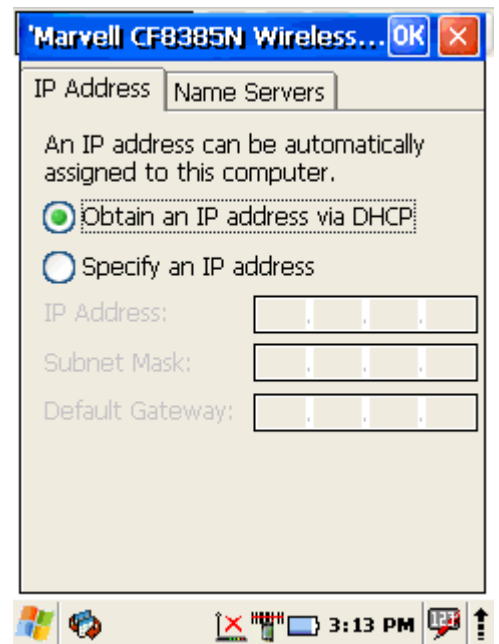 'Marvell CF8385N Wireless... OK
IP Address Name Servers
An IP address can be automatically
assigned to this computer.
Obtain an IP address via DHCP
Specify an IP address
IP Address:
Subnet Mask:
Default Gateway:
3:13 PM